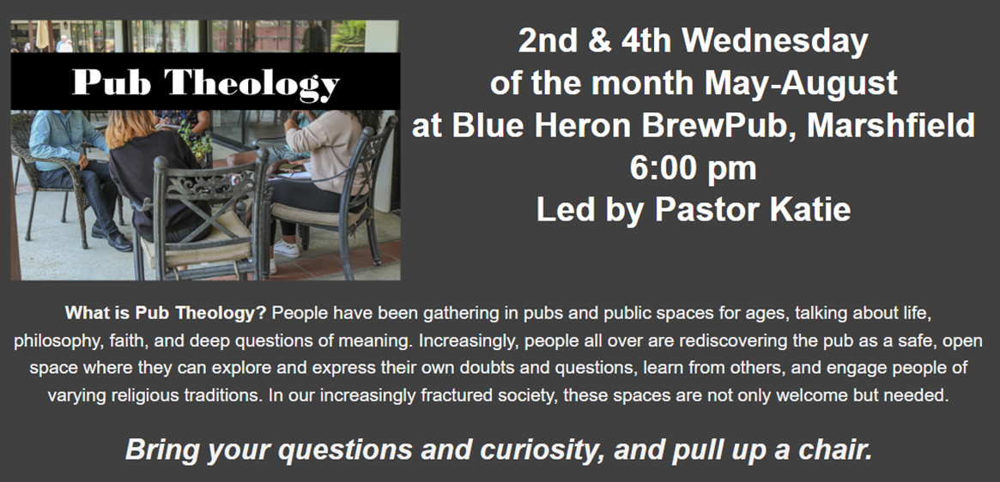 Pub Theology
2nd & 4th Wednesday
of the month May-August
at Blue Heron BrewPub, Marshfield
6:00 pm
Led by Pastor Katie
What is Pub Theology? People have been gathering in pubs and public spaces for ages, talking about life,
philosophy, faith, and deep questions of meaning. Increasingly, people all over are rediscovering the pub as a safe, open
space where they can explore and express their own doubts and questions, learn from others, and engage people of
varying religious traditions. In our increasingly fractured society, these spaces are not only welcome but needed.
Bring your questions and curiosity, and pull up a chair.